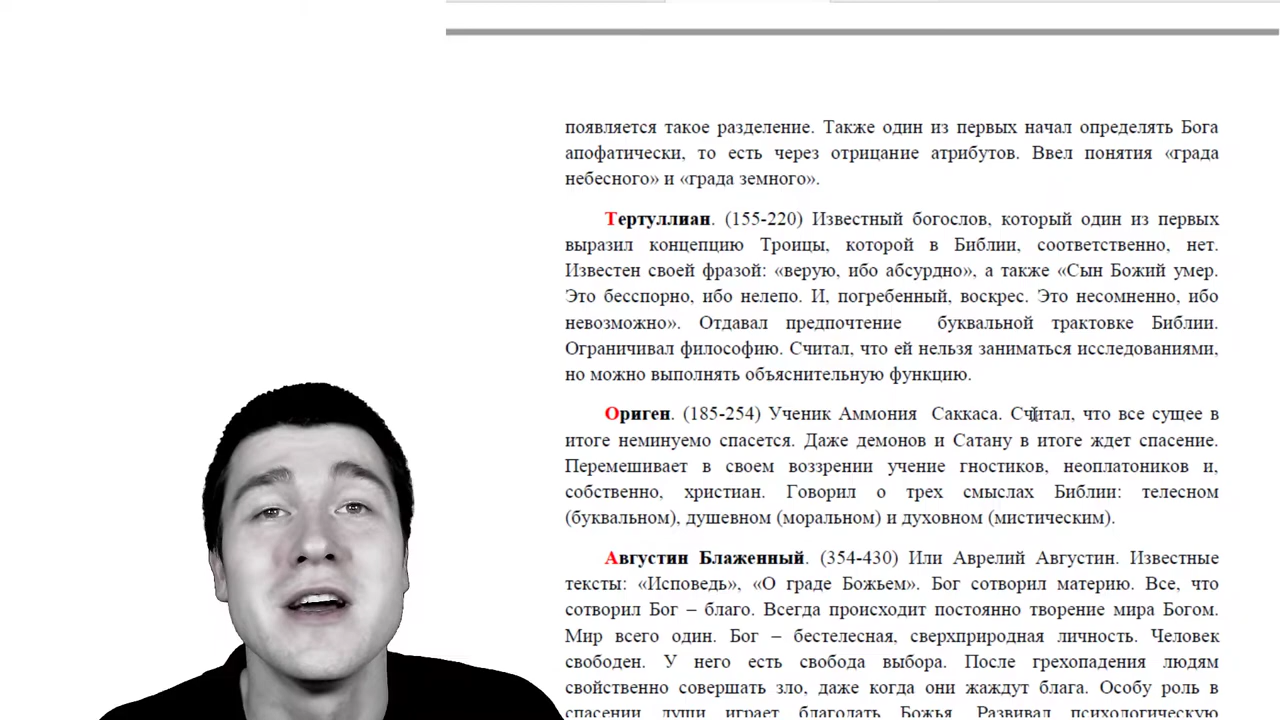 появляется такое разделение. Также один из первых начал определять Бога
апофатически, то есть через отрицание атрибутов. Ввел понятия «града
небесного» и «града земного».
Тертуллиан. (155-220) Известный богослов, который один из первых
выразил концепцию Троицы, которой в Библии, соответственно, нет.
Известен своей фразой: «верую, ибо абсурдно», а также «Сын Божий умер.
Это бесспорно, ибо нелепо. И, погребенный, воскрес. Это несомненно, ибо
невозможно». Отдавал предпочтение буквальной трактовке Библии.
Ограничивал философию. Считал, что ей нельзя заниматься исследованиями,
но можно выполнять объяснительную функцию.
Ориген. (185-254) Ученик Аммония Саккаса. Считал, что все сущее в
итоге неминуемо спасется. Даже демонов и Сатану в итоге ждет спасение.
Перемешивает в своем воззрении учение гностиков, неоплатоников и,
собственно, христиан. Говорил о трех смыслах Библии: телесном
(буквальном), душевном (моральном) и духовном (мистическим).
Августин Блаженный. (354-430) Или Аврелий Августин. Известные
тексты: «Исповедь», «О граде Божьем». Бог сотворил материю. Все, что
сотворил Бог – благо. Всегда происходит постоянно творение мира Богом.
Мир всего один. Бог – бестелесная, сверхприродная личность. Человек
свободен. У него есть свобода выбора. После грехопадения людям
свойственно совершать зло, даже когда они жаждут блага. Особу роль в
спасении души играет благодать Божья. Развивал психологическую